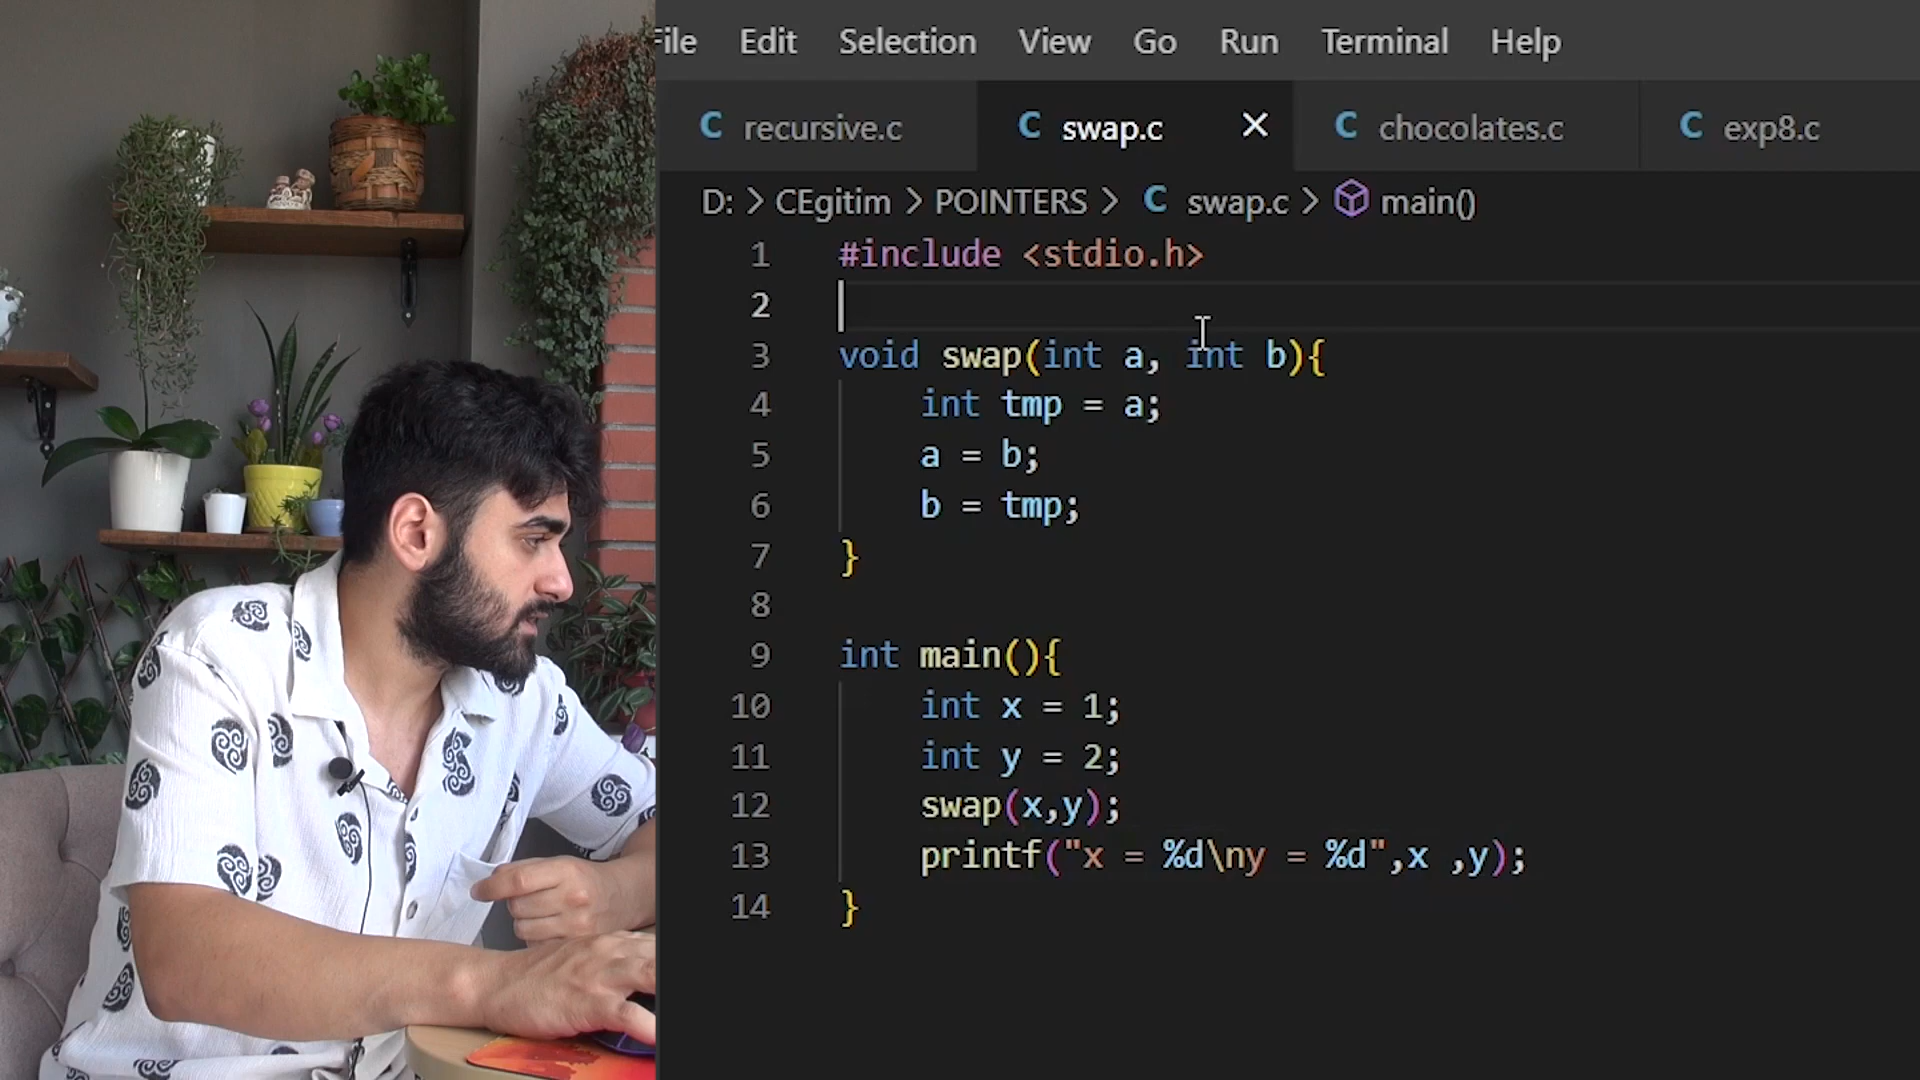 File Edit Selection View Go Run Terminal Help
C recursive.c C swap.c × C chocolates.c C exp8.c
D: > CEgitim > POINTERS > C swap.c > main()
1 #include <stdio.h>
2
3 void swap(int a, int b){
4 int tmp = a;
5 a = b;
6 b = tmp;
7 }
8
9 int main(){
10 int x = 1;
11 int y = 2;
12 swap(x,y);
13 printf("x = %d\ny = %d",x ,y);
14 }